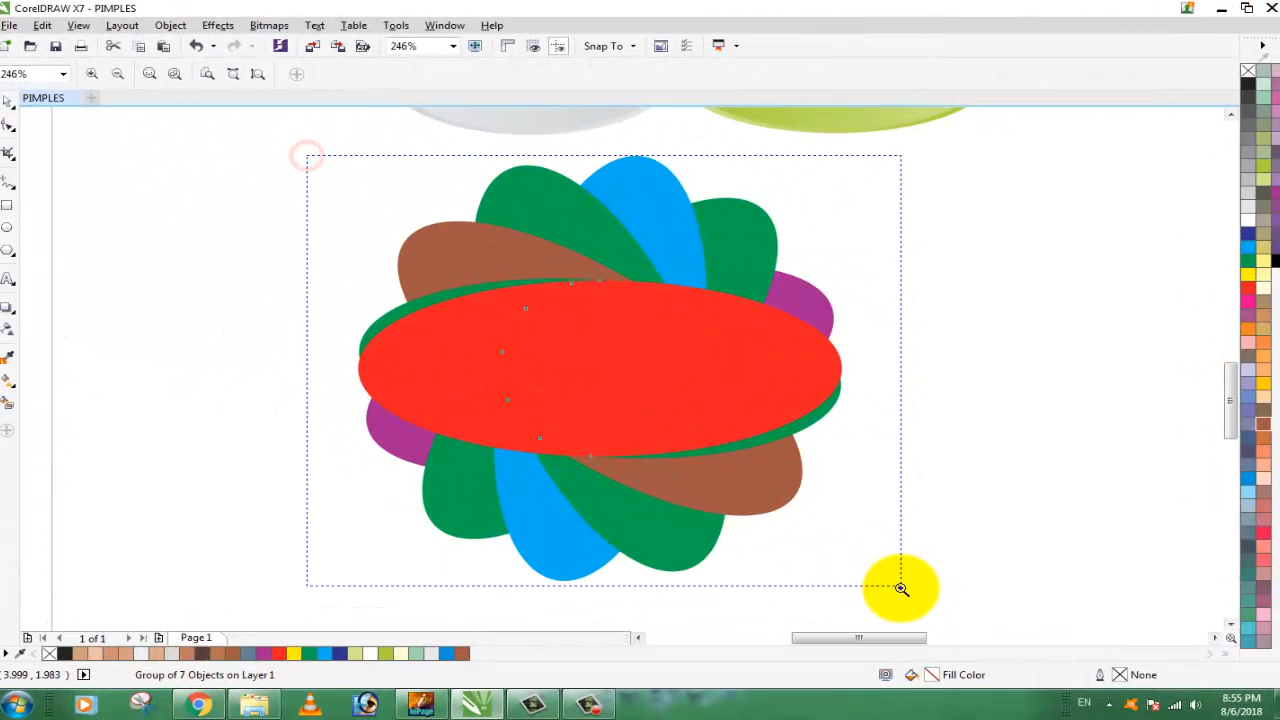 CorelDRAW X7 - PIMPLES
File Edit View Layout Object Effects Bitmaps Text Table Tools Window Help
246% Snap To
246%
PIMPLES
1 of 1 Page 1
3.999, 1.983 ) Group of 7 Objects on Layer 1 Fill Color None
InPage
EN 8:55 PM
8/6/2018